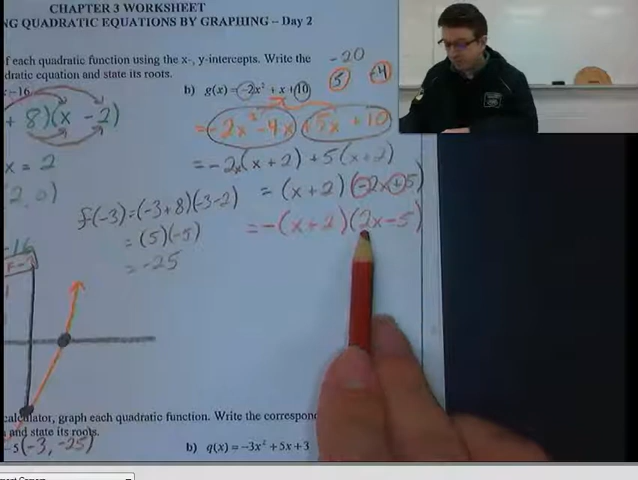 CHAPTER 3 WORKSHEET
NG QUADRATIC EQUATIONS BY GRAPHING – Day 2
of each quadratic function using the x-, y-intercepts. Write the
dratic equation and state its roots.
-16
+ 8)(x - 2)
x = 2
2, 0)
f(-3) = (-3+8)(-3-2)
= (5)(-5)
= -25
-16
b) g(x) = -2x² + x + 10
-20
5 -4
= -2x² - 4x + 5x + 10
= -2x(x+2) + 5(x+2)
= (x+2)(-2x+5)
= -(x+2)(2x-5)
calculator, graph each quadratic function. Write the correspon
and state its roots.
(-3, -25)
b) q(x) = -3x² + 5x + 3